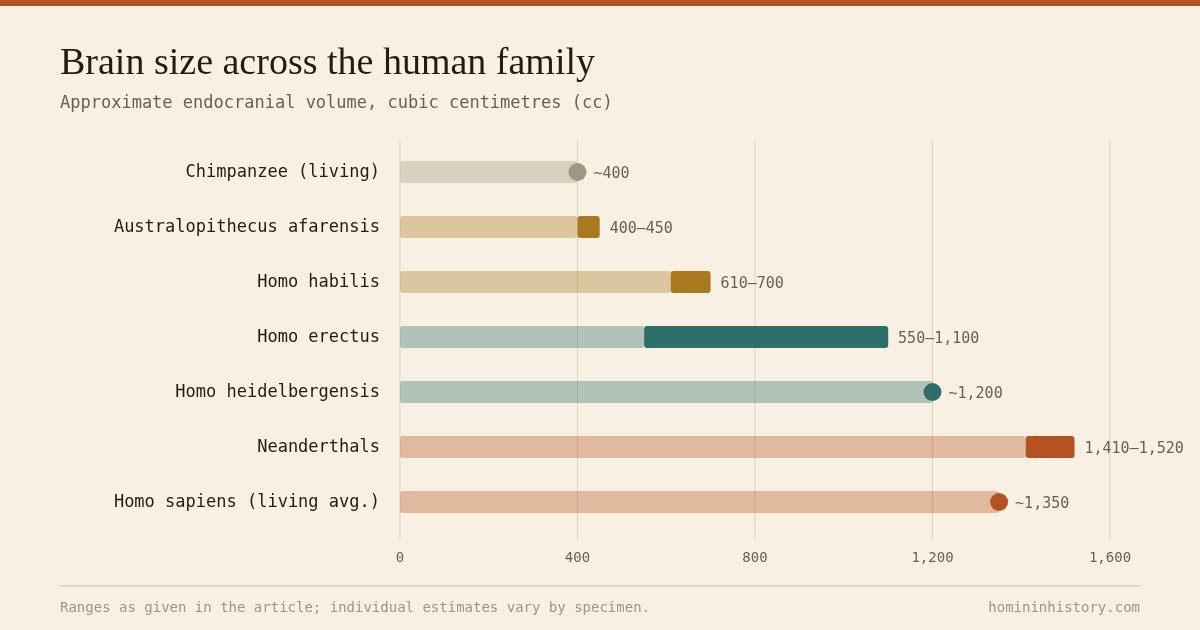 Brain size across the human family
Approximate endocranial volume, cubic centimetres (cc)
Chimpanzee (living) ~400
Australopithecus afarensis 400–450
Homo habilis 610–700
Homo erectus 550–1,100
Homo heidelbergensis ~1,200
Neanderthals 1,410–1,520
Homo sapiens (living avg.) ~1,350
0 400 800 1,200 1,600
Ranges as given in the article; individual estimates vary by specimen. homininhistory.com